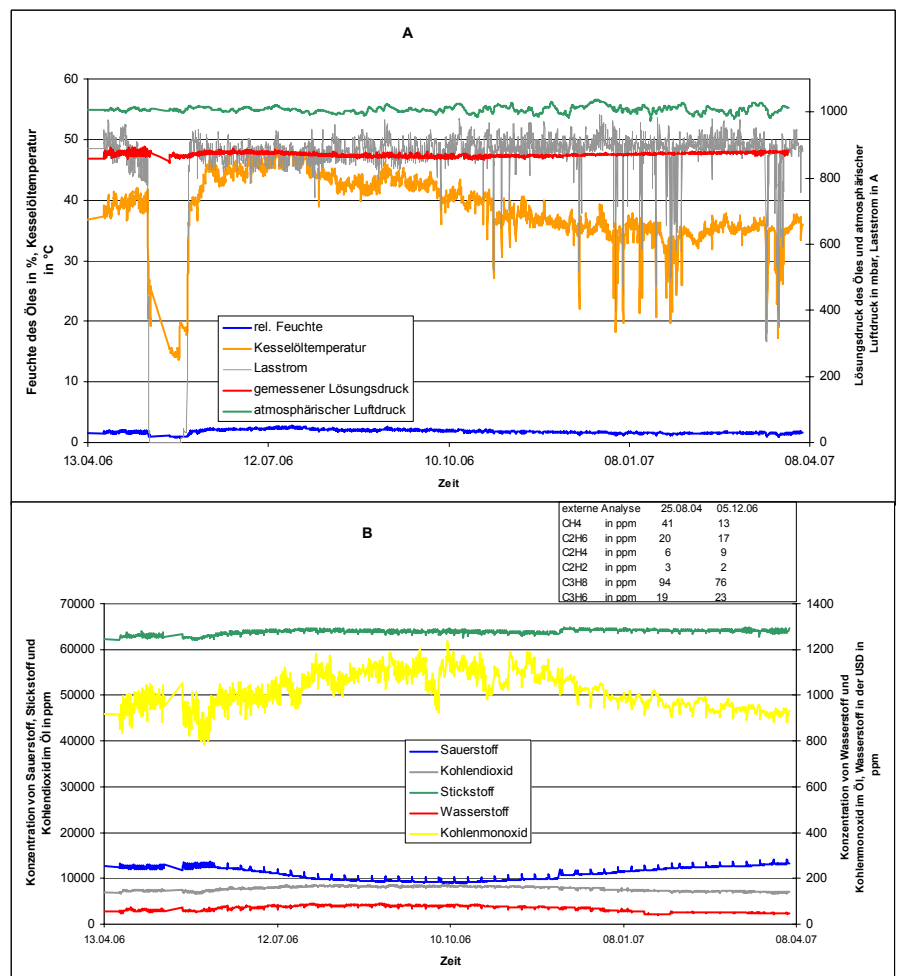 A
Feuchte des Öles in %, Kesselöltemperatur
in °C
60
50
40
30
20
10
0
1000
800
600
400
200
0
Lösungsdruck des Öles und atmosphärischer
Luftdruck in mbar, Laststrom in A
rel. Feuchte
Kesselöltemperatur
Lasstrom
gemessener Lösungsdruck
atmosphärischer Luftdruck
13.04.06 12.07.06 10.10.06 08.01.07 08.04.07
Zeit
B
externe Analyse 25.08.04 05.12.06
CH4 in ppm 41 13
C2H6 in ppm 20 17
C2H4 in ppm 6 9
C2H2 in ppm 3 2
C3H8 in ppm 94 76
C3H6 in ppm 19 23
Konzentration von Sauerstoff, Stickstoff und
Kohlendioxid im Öl in ppm
70000
60000
50000
40000
30000
20000
10000
0
1400
1200
1000
800
600
400
200
0
Konzentration von Wasserstoff und
Kohlenmonoxid im Öl, Wasserstoff in der USD in
ppm
Sauerstoff
Kohlendioxid
Stickstoff
Wasserstoff
Kohlenmonoxid
13.04.06 12.07.06 10.10.06 08.01.07 08.04.07
Zeit